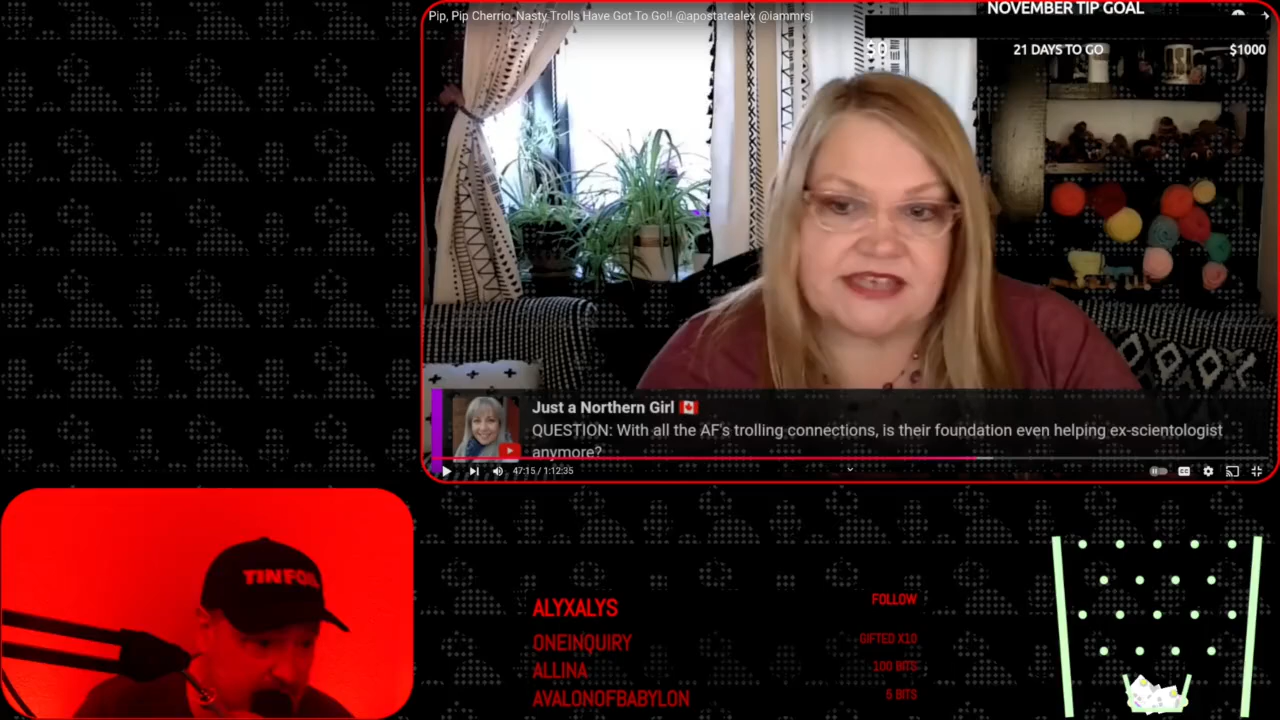 Pip, Pip Cherrio, Nasty Trolls Have Got To Go!! @apostatealex @iammrsj
NOVEMBER TIP GOAL
$0
21 DAYS TO GO
$1000
Just a Northern Girl 🇨🇦
QUESTION: With all the AF's trolling connections, is their foundation even helping ex-scientologist
anymore?
47:15 / 1:12:35
CC
TINFOIL
ALYXALYS
FOLLOW
ONEINQUIRY
GIFTED X10
ALLINA
100 BITS
AVALONOFBABYLON
5 BITS